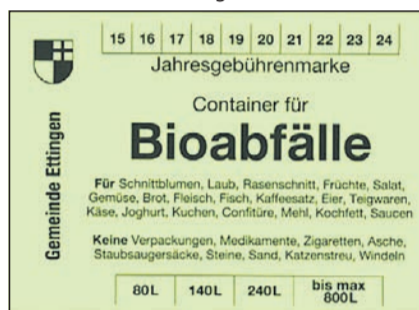 15 16 17 18 19 20 21 22 23 24
Jahresgebührenmarke
Container für
Bioabfälle
Für Schnittblumen, Laub, Rasenschnitt, Früchte, Salat,
Gemüse, Brot, Fleisch, Fisch, Kaffeesatz, Eier, Teigwaren,
Käse, Joghurt, Kuchen, Confitüre, Mehl, Kochfett, Saucen
Keine Verpackungen, Medikamente, Zigaretten, Asche,
Staubsaugersäcke, Steine, Sand, Katzenstreu, Windeln
80L 140L 240L bis max
800L
Gemeinde Ettingen